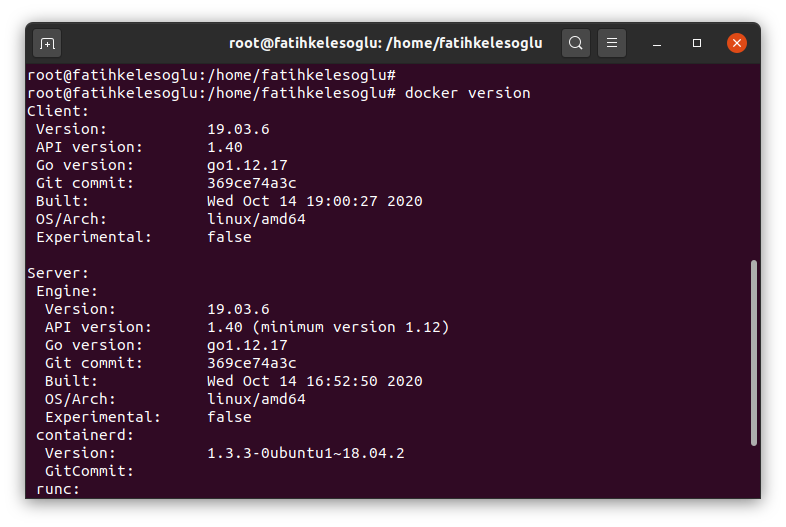 root@fatihkelesoglu: /home/fatihkelesoglu
root@fatihkelesoglu:/home/fatihkelesoglu#
root@fatihkelesoglu:/home/fatihkelesoglu# docker version
Client:
 Version:           19.03.6
 API version:       1.40
 Go version:        go1.12.17
 Git commit:        369ce74a3c
 Built:             Wed Oct 14 19:00:27 2020
 OS/Arch:           linux/amd64
 Experimental:      false

Server:
 Engine:
  Version:          19.03.6
  API version:      1.40 (minimum version 1.12)
  Go version:       go1.12.17
  Git commit:       369ce74a3c
  Built:            Wed Oct 14 16:52:50 2020
  OS/Arch:          linux/amd64
  Experimental:     false
 containerd:
  Version:          1.3.3-0ubuntu1~18.04.2
  GitCommit:
 runc: